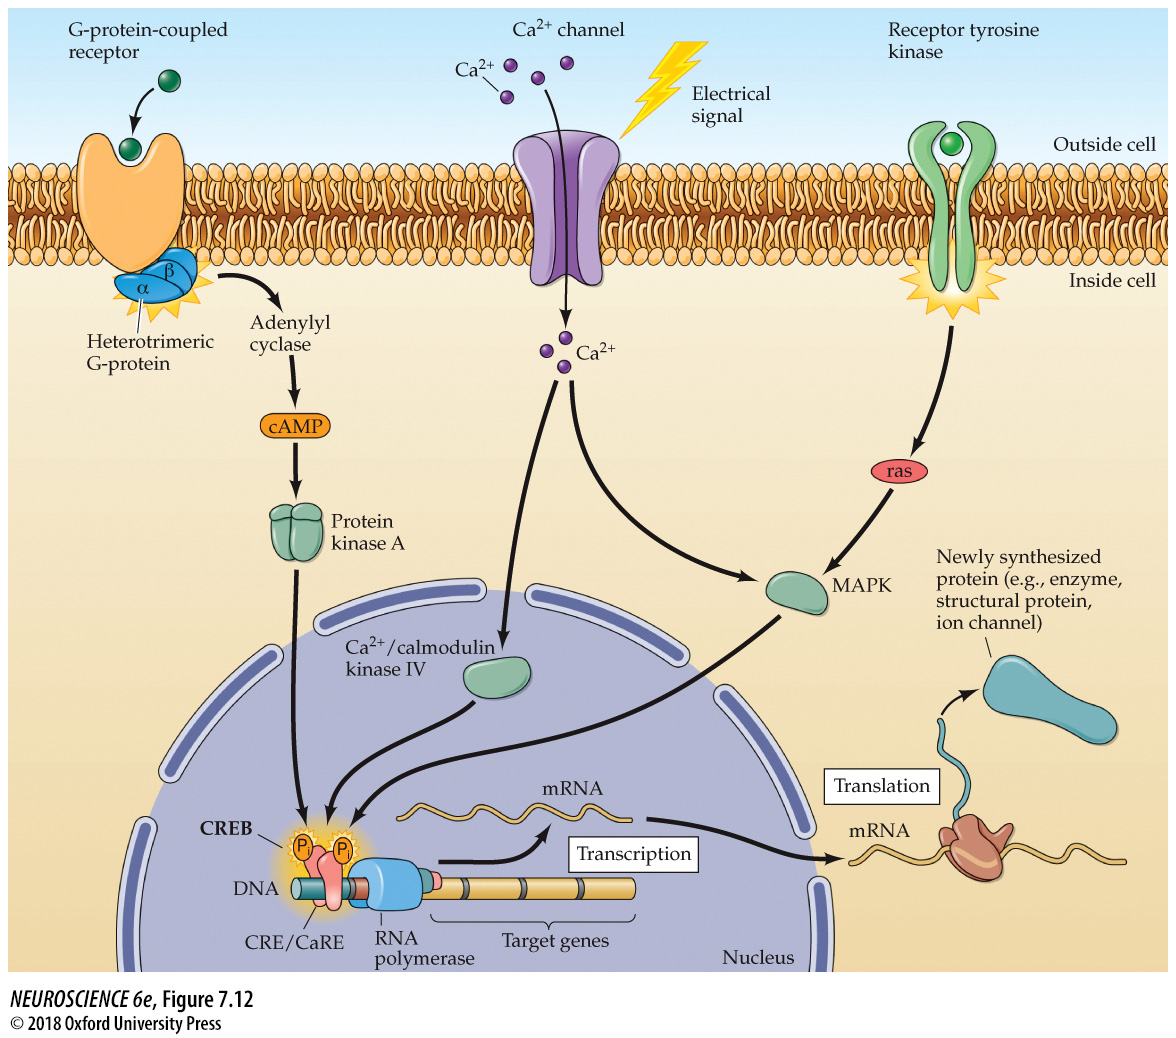 G-protein-coupled
receptor
Ca²⁺ channel
Ca²⁺
Electrical
signal
Receptor tyrosine
kinase
Outside cell
Inside cell
β
α
Heterotrimeric
G-protein
Adenylyl
cyclase
cAMP
Protein
kinase A
Ca²⁺
ras
MAPK
Newly synthesized
protein (e.g., enzyme,
structural protein,
ion channel)
Ca²⁺/calmodulin
kinase IV
Translation
mRNA
mRNA
CREB
Pi
Pi
Transcription
DNA
CRE/CaRE
RNA
polymerase
Target genes
Nucleus
NEUROSCIENCE 6e, Figure 7.12
© 2018 Oxford University Press